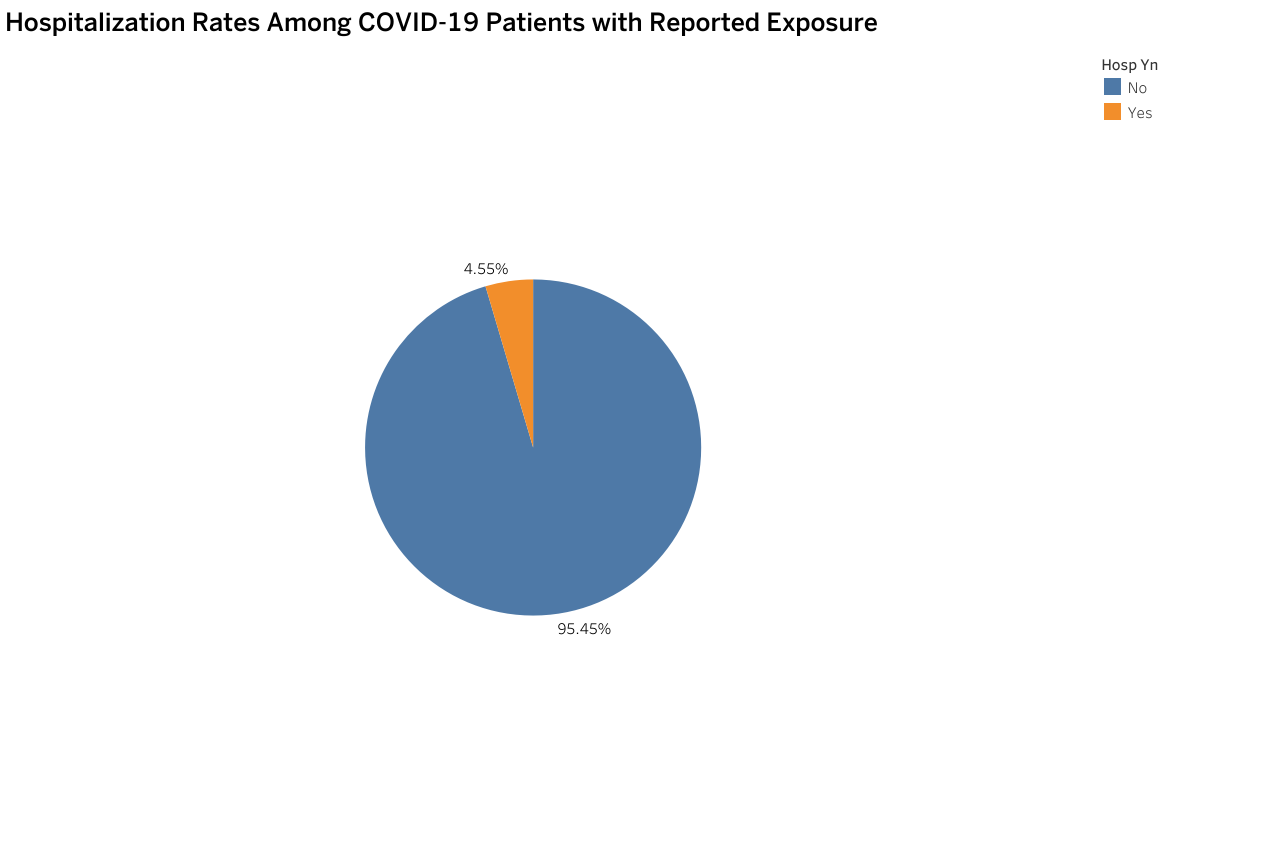 Hospitalization Rates Among COVID-19 Patients with Reported Exposure
Hosp Yn
No
Yes
4.55%
95.45%